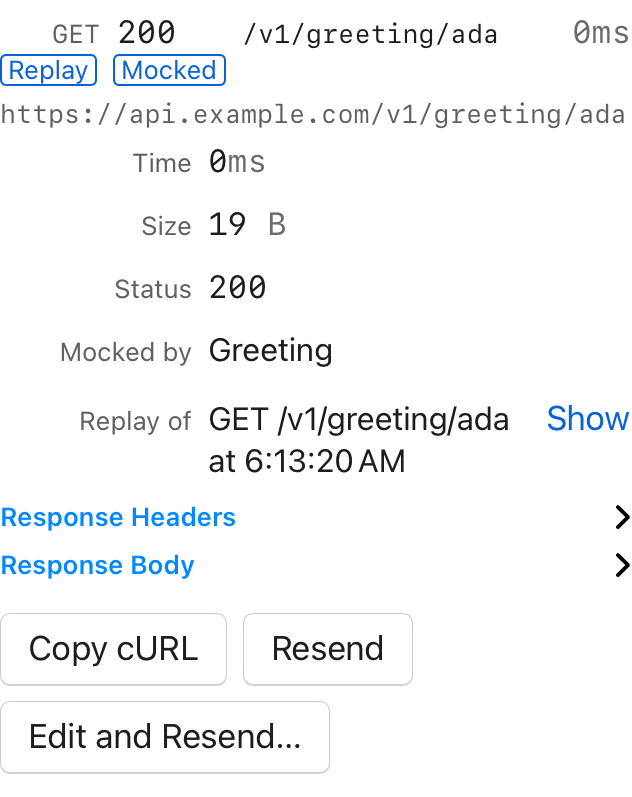 GET 200 /v1/greeting/ada 0ms
Replay Mocked
https://api.example.com/v1/greeting/ada
Time 0ms
Size 19 B
Status 200
Mocked by Greeting
Replay of GET /v1/greeting/ada Show
at 6:13:20 AM
Response Headers
Response Body
Copy cURL Resend
Edit and Resend...